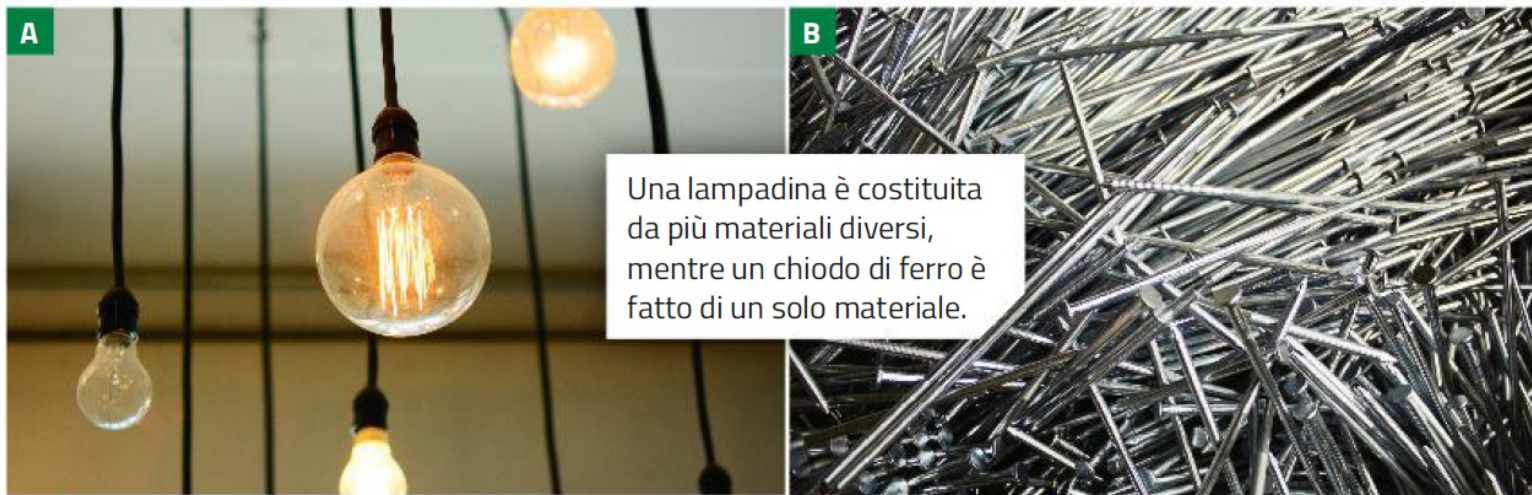 A
B
Una lampadina è costituita
da più materiali diversi,
mentre un chiodo di ferro è
fatto di un solo materiale.